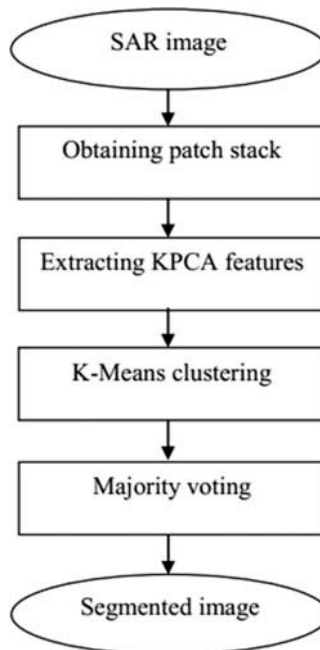 SAR image
Obtaining patch stack
Extracting KPCA features
K-Means clustering
Majority voting
Segmented image